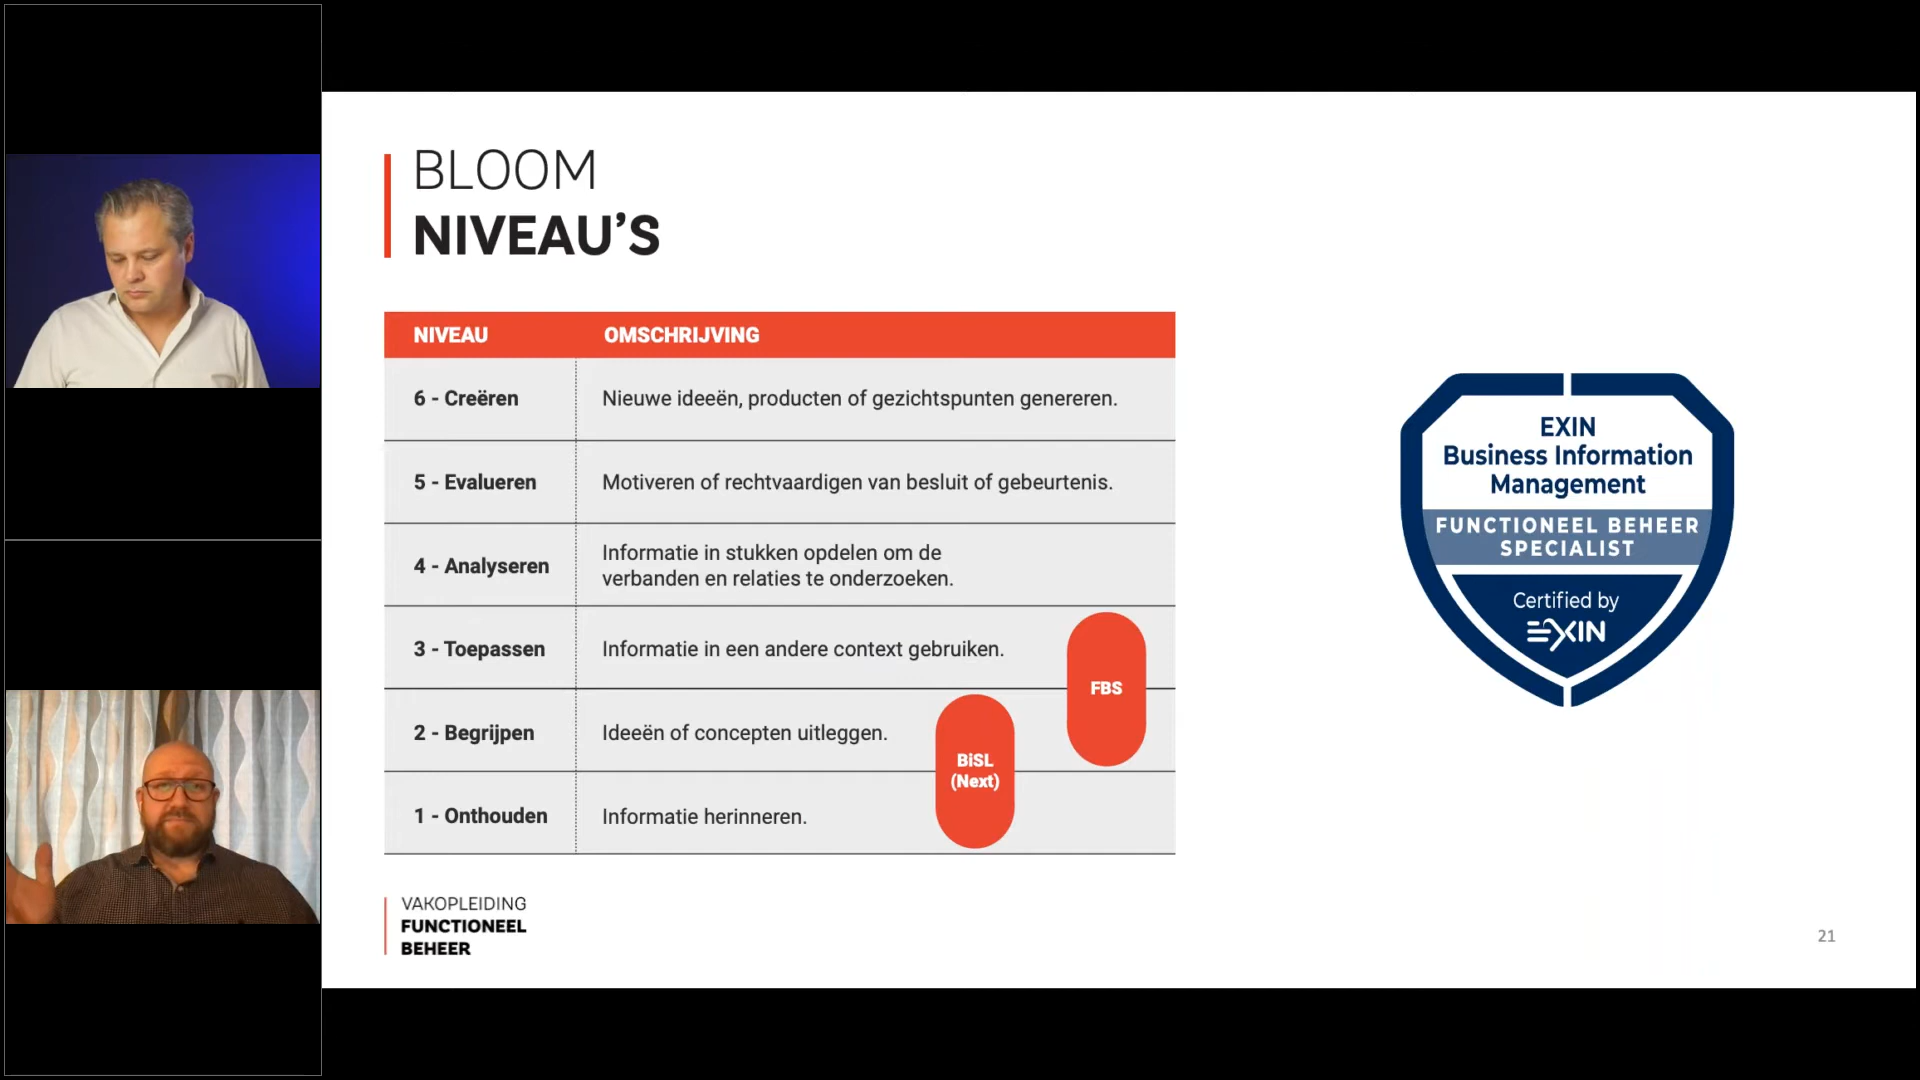 BLOOM
NIVEAU'S
NIVEAU OMSCHRIJVING
6 - Creëren Nieuwe ideeën, producten of gezichtspunten genereren.
5 - Evalueren Motiveren of rechtvaardigen van besluit of gebeurtenis.
4 - Analyseren Informatie in stukken opdelen om de
verbanden en relaties te onderzoeken.
3 - Toepassen Informatie in een andere context gebruiken.
FBS
2 - Begrijpen Ideeën of concepten uitleggen.
BiSL
(Next)
1 - Onthouden Informatie herinneren.
EXIN
Business Information
Management
FUNCTIONEEL BEHEER
SPECIALIST
Certified by
EXIN
VAKOPLEIDING
FUNCTIONEEL
BEHEER
21